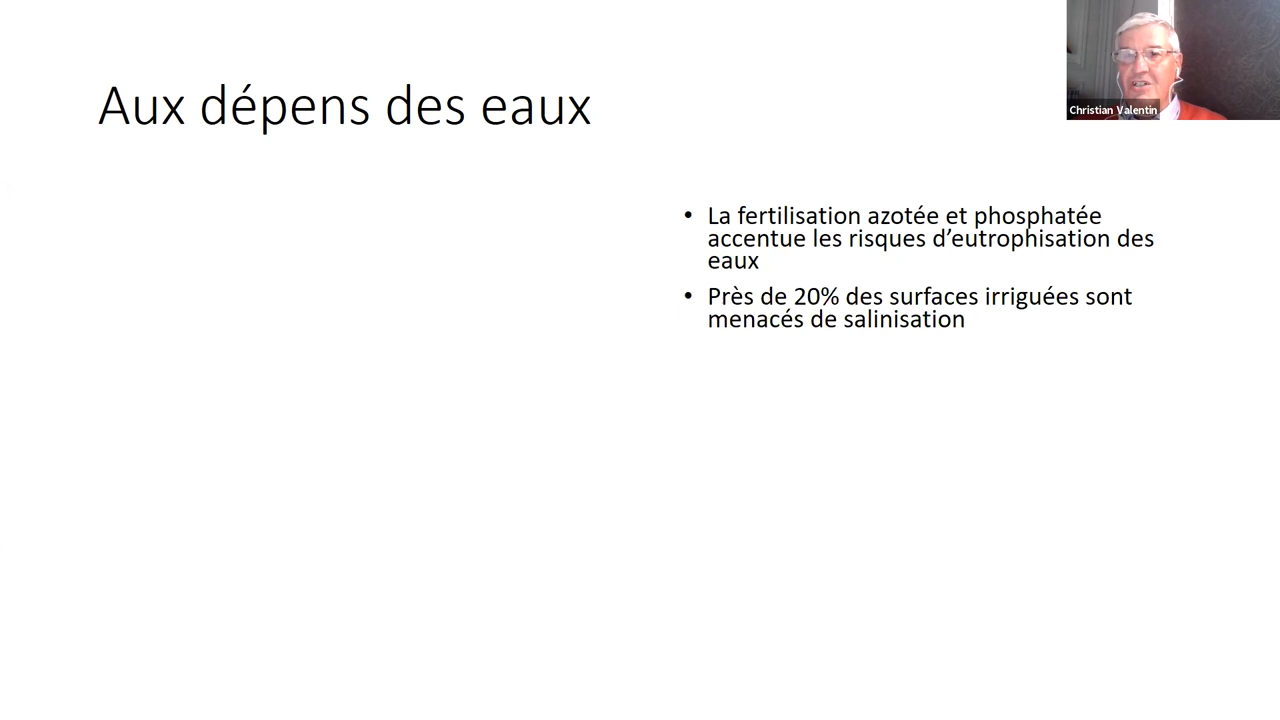 Aux dépens des eaux
Christian Valentin
• La fertilisation azotée et phosphatée
accentue les risques d’eutrophisation des
eaux
• Près de 20% des surfaces irriguées sont
menacés de salinisation